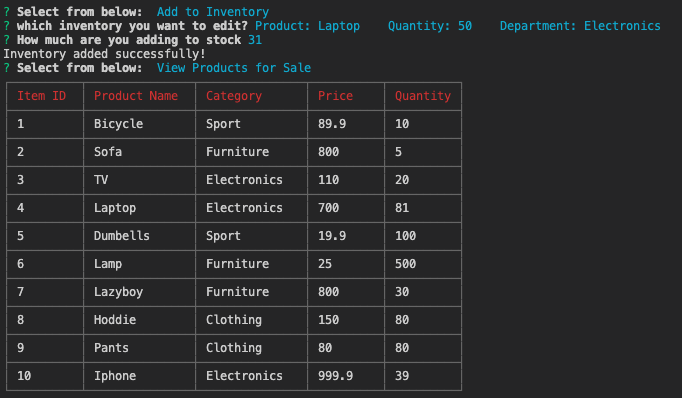 ? Select from below: Add to Inventory
? which inventory you want to edit? Product: Laptop Quantity: 50 Department: Electronics
? How much are you adding to stock 31
Inventory added successfully!
? Select from below: View Products for Sale
Item ID Product Name Category Price Quantity
1 Bicycle Sport 89.9 10
2 Sofa Furniture 800 5
3 TV Electronics 110 20
4 Laptop Electronics 700 81
5 Dumbells Sport 19.9 100
6 Lamp Furniture 25 500
7 Lazyboy Furniture 800 30
8 Hoddie Clothing 150 80
9 Pants Clothing 80 80
10 Iphone Electronics 999.9 39